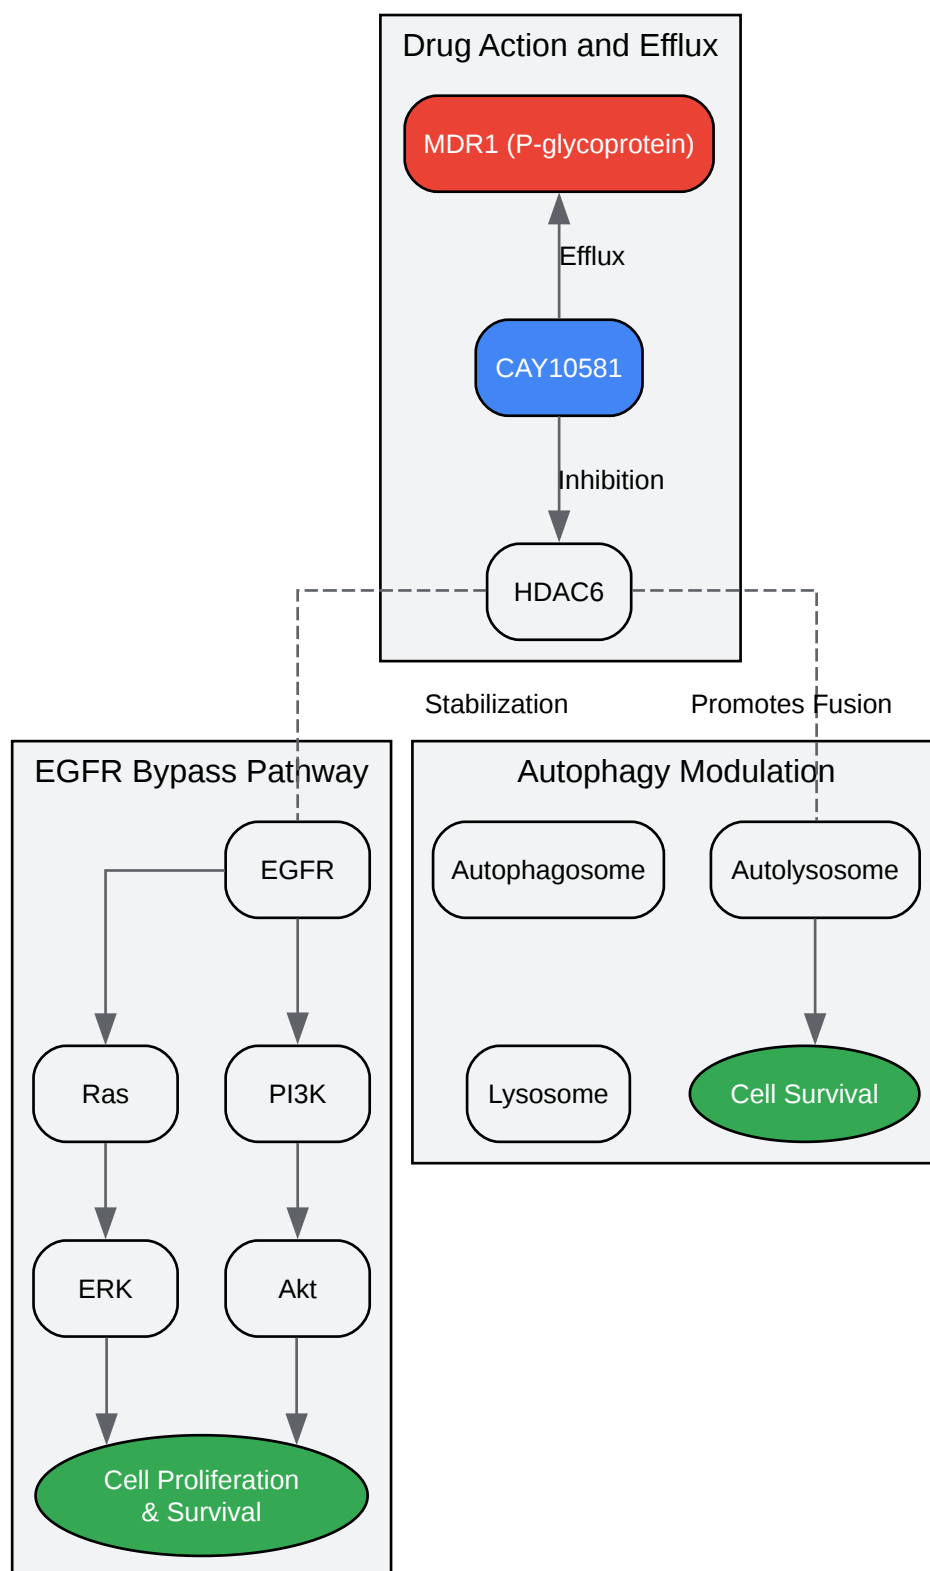 Drug Action and Efflux
MDR1 (P-glycoprotein)
Efflux
CAY10581
Inhibition
HDAC6
Stabilization
Promotes Fusion
EGFR Bypass Pathway
EGFR
Ras
PI3K
ERK
Akt
Cell Proliferation
& Survival
Autophagy Modulation
Autophagosome
Autolysosome
Lysosome
Cell Survival